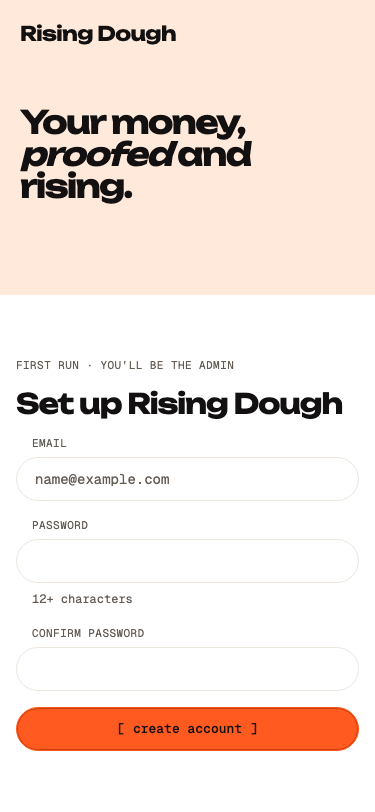 Rising Dough
Your money,
proofed and
rising.
FIRST RUN · YOU'LL BE THE ADMIN
Set up Rising Dough
EMAIL
name@example.com
PASSWORD
12+ characters
CONFIRM PASSWORD
[ create account ]